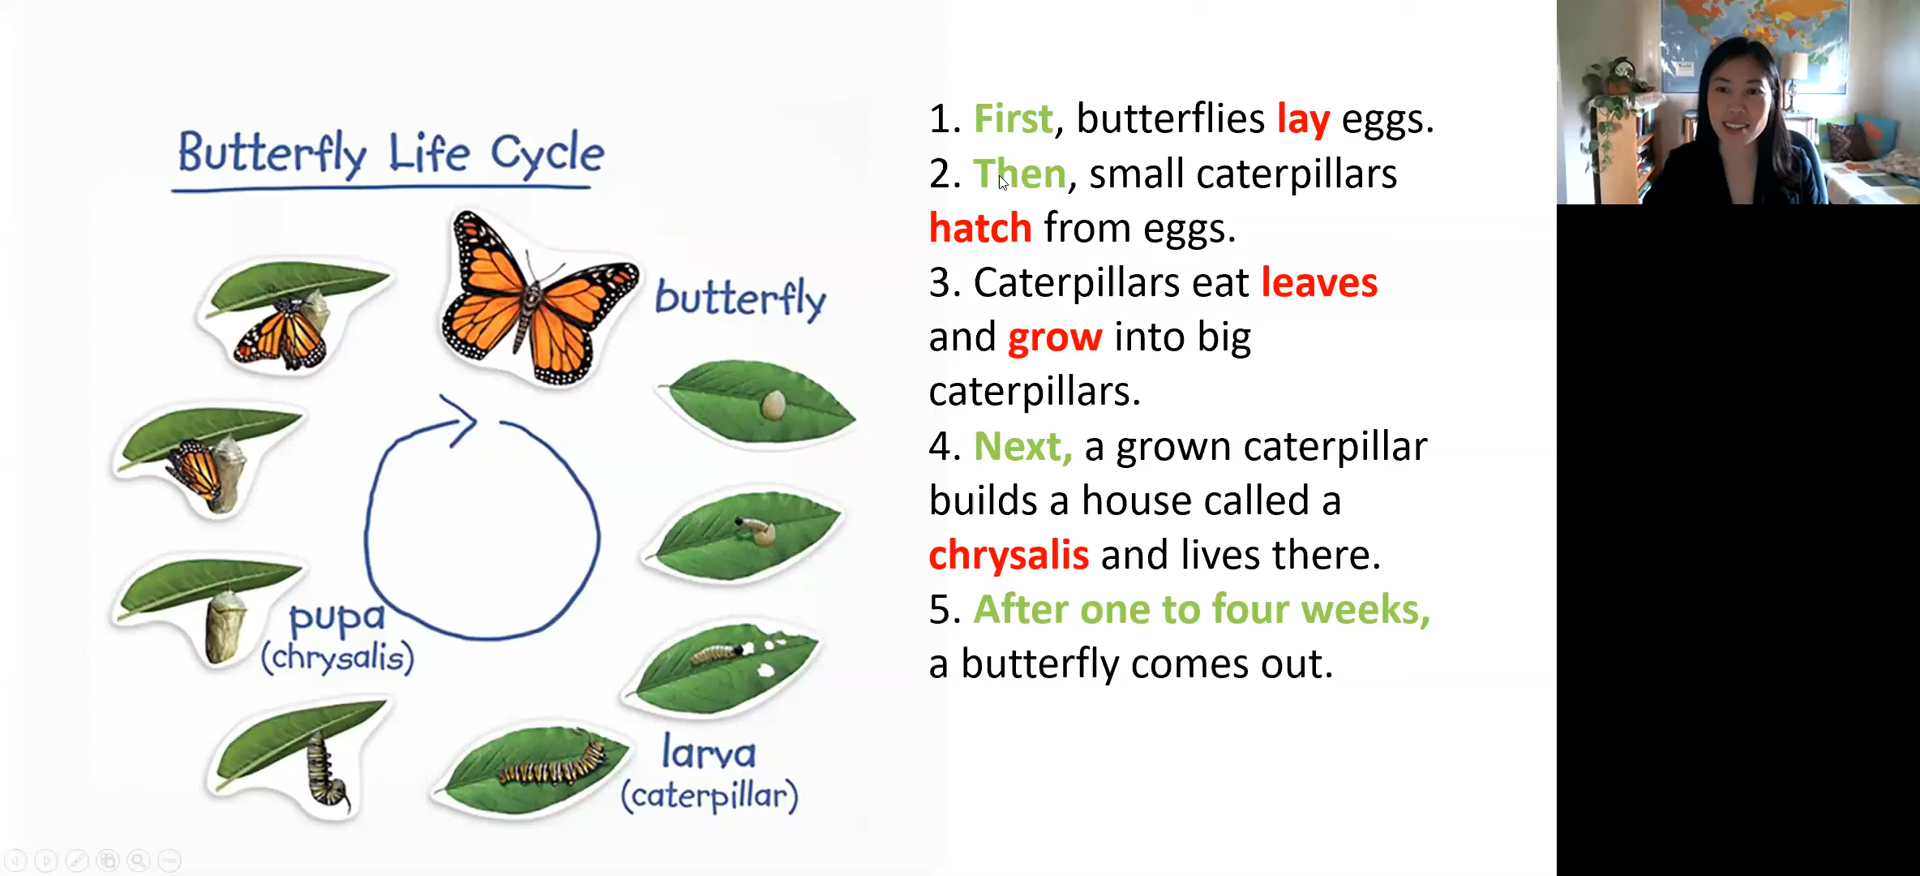 Butterfly Life Cycle
butterfly
pupa
(chrysalis)
larva
(caterpillar)
1. First, butterflies lay eggs.
2. Then, small caterpillars
hatch from eggs.
3. Caterpillars eat leaves
and grow into big
caterpillars.
4. Next, a grown caterpillar
builds a house called a
chrysalis and lives there.
5. After one to four weeks,
a butterfly comes out.